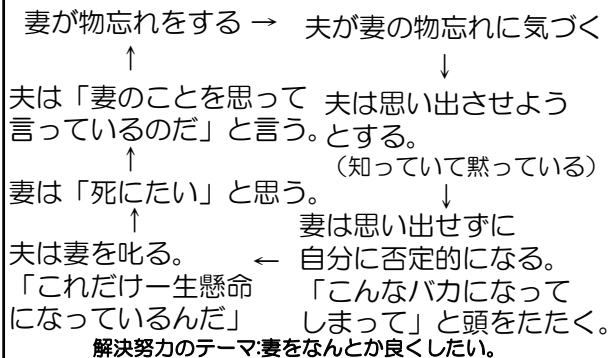 妻が物忘れをする → 夫が妻の物忘れに気づく
↑ ↓
夫は「妻のことを思って
言っているのだ」と言う。
夫は思い出させよう
とする。
(知っていて黙っている)
↑ ↓
妻は「死にたい」と思う。
妻は思い出せずに
自分に否定的になる。
「こんなバカになって
しまって」と頭をたたく。
↑ ←
夫は妻を叱る。
「これだけ一生懸命
になっているんだ」
解決努力のテーマ:妻をなんとか良くしたい。